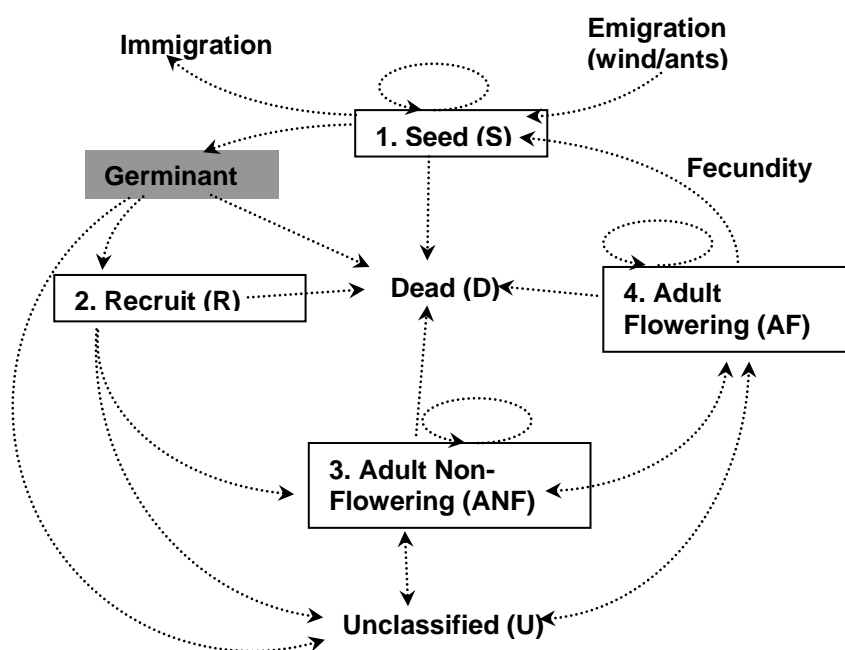 Immigration
Emigration
(wind/ants)
1. Seed (S)
Germinant
Fecundity
2. Recruit (R)
Dead (D)
4. Adult
Flowering (AF)
3. Adult Non-
Flowering (ANF)
Unclassified (U)